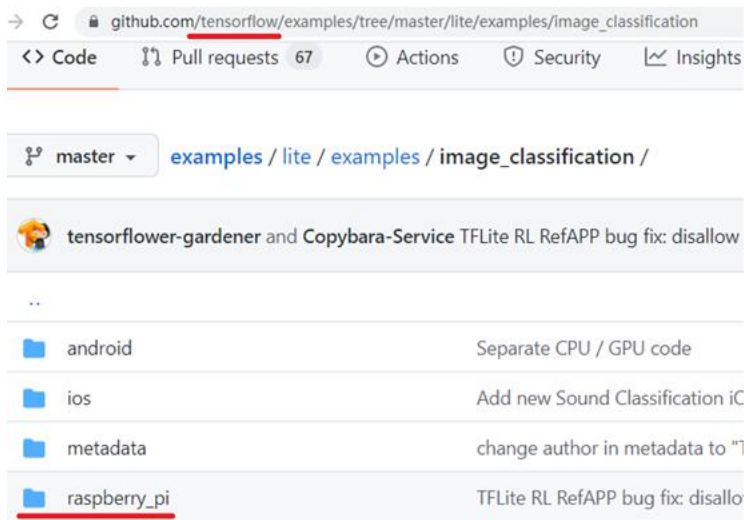 github.com/tensorflow/examples/tree/master/lite/examples/image_classification
<> Code Pull requests 67 Actions Security Insights
master examples / lite / examples / image_classification /
tensorflower-gardener and Copybara-Service TFLite RL RefAPP bug fix: disallow
..
android Separate CPU / GPU code
ios Add new Sound Classification iC
metadata change author in metadata to "T
raspberry_pi TFLite RL RefAPP bug fix: disallo